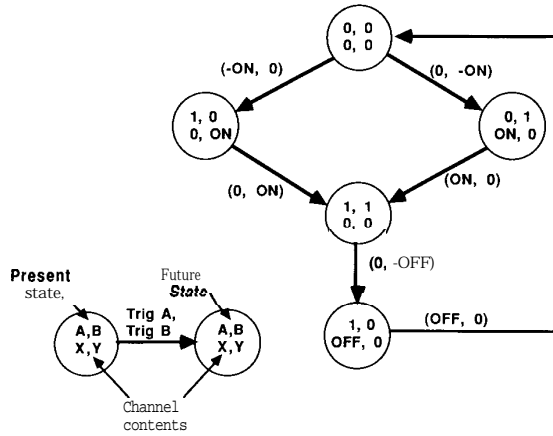 0, 0
0, 0
(-ON, 0)
(0, -ON)
1, 0
0, ON
0, 1
ON, 0
(0, ON)
(ON, 0)
1, 1
0, 0
(0, -OFF)
1, 0
OFF, 0
(OFF, 0)
Present
state,
Future
State
Trig A,
Trig B
A,B
X,Y
A,B
X,Y
Channel
contents